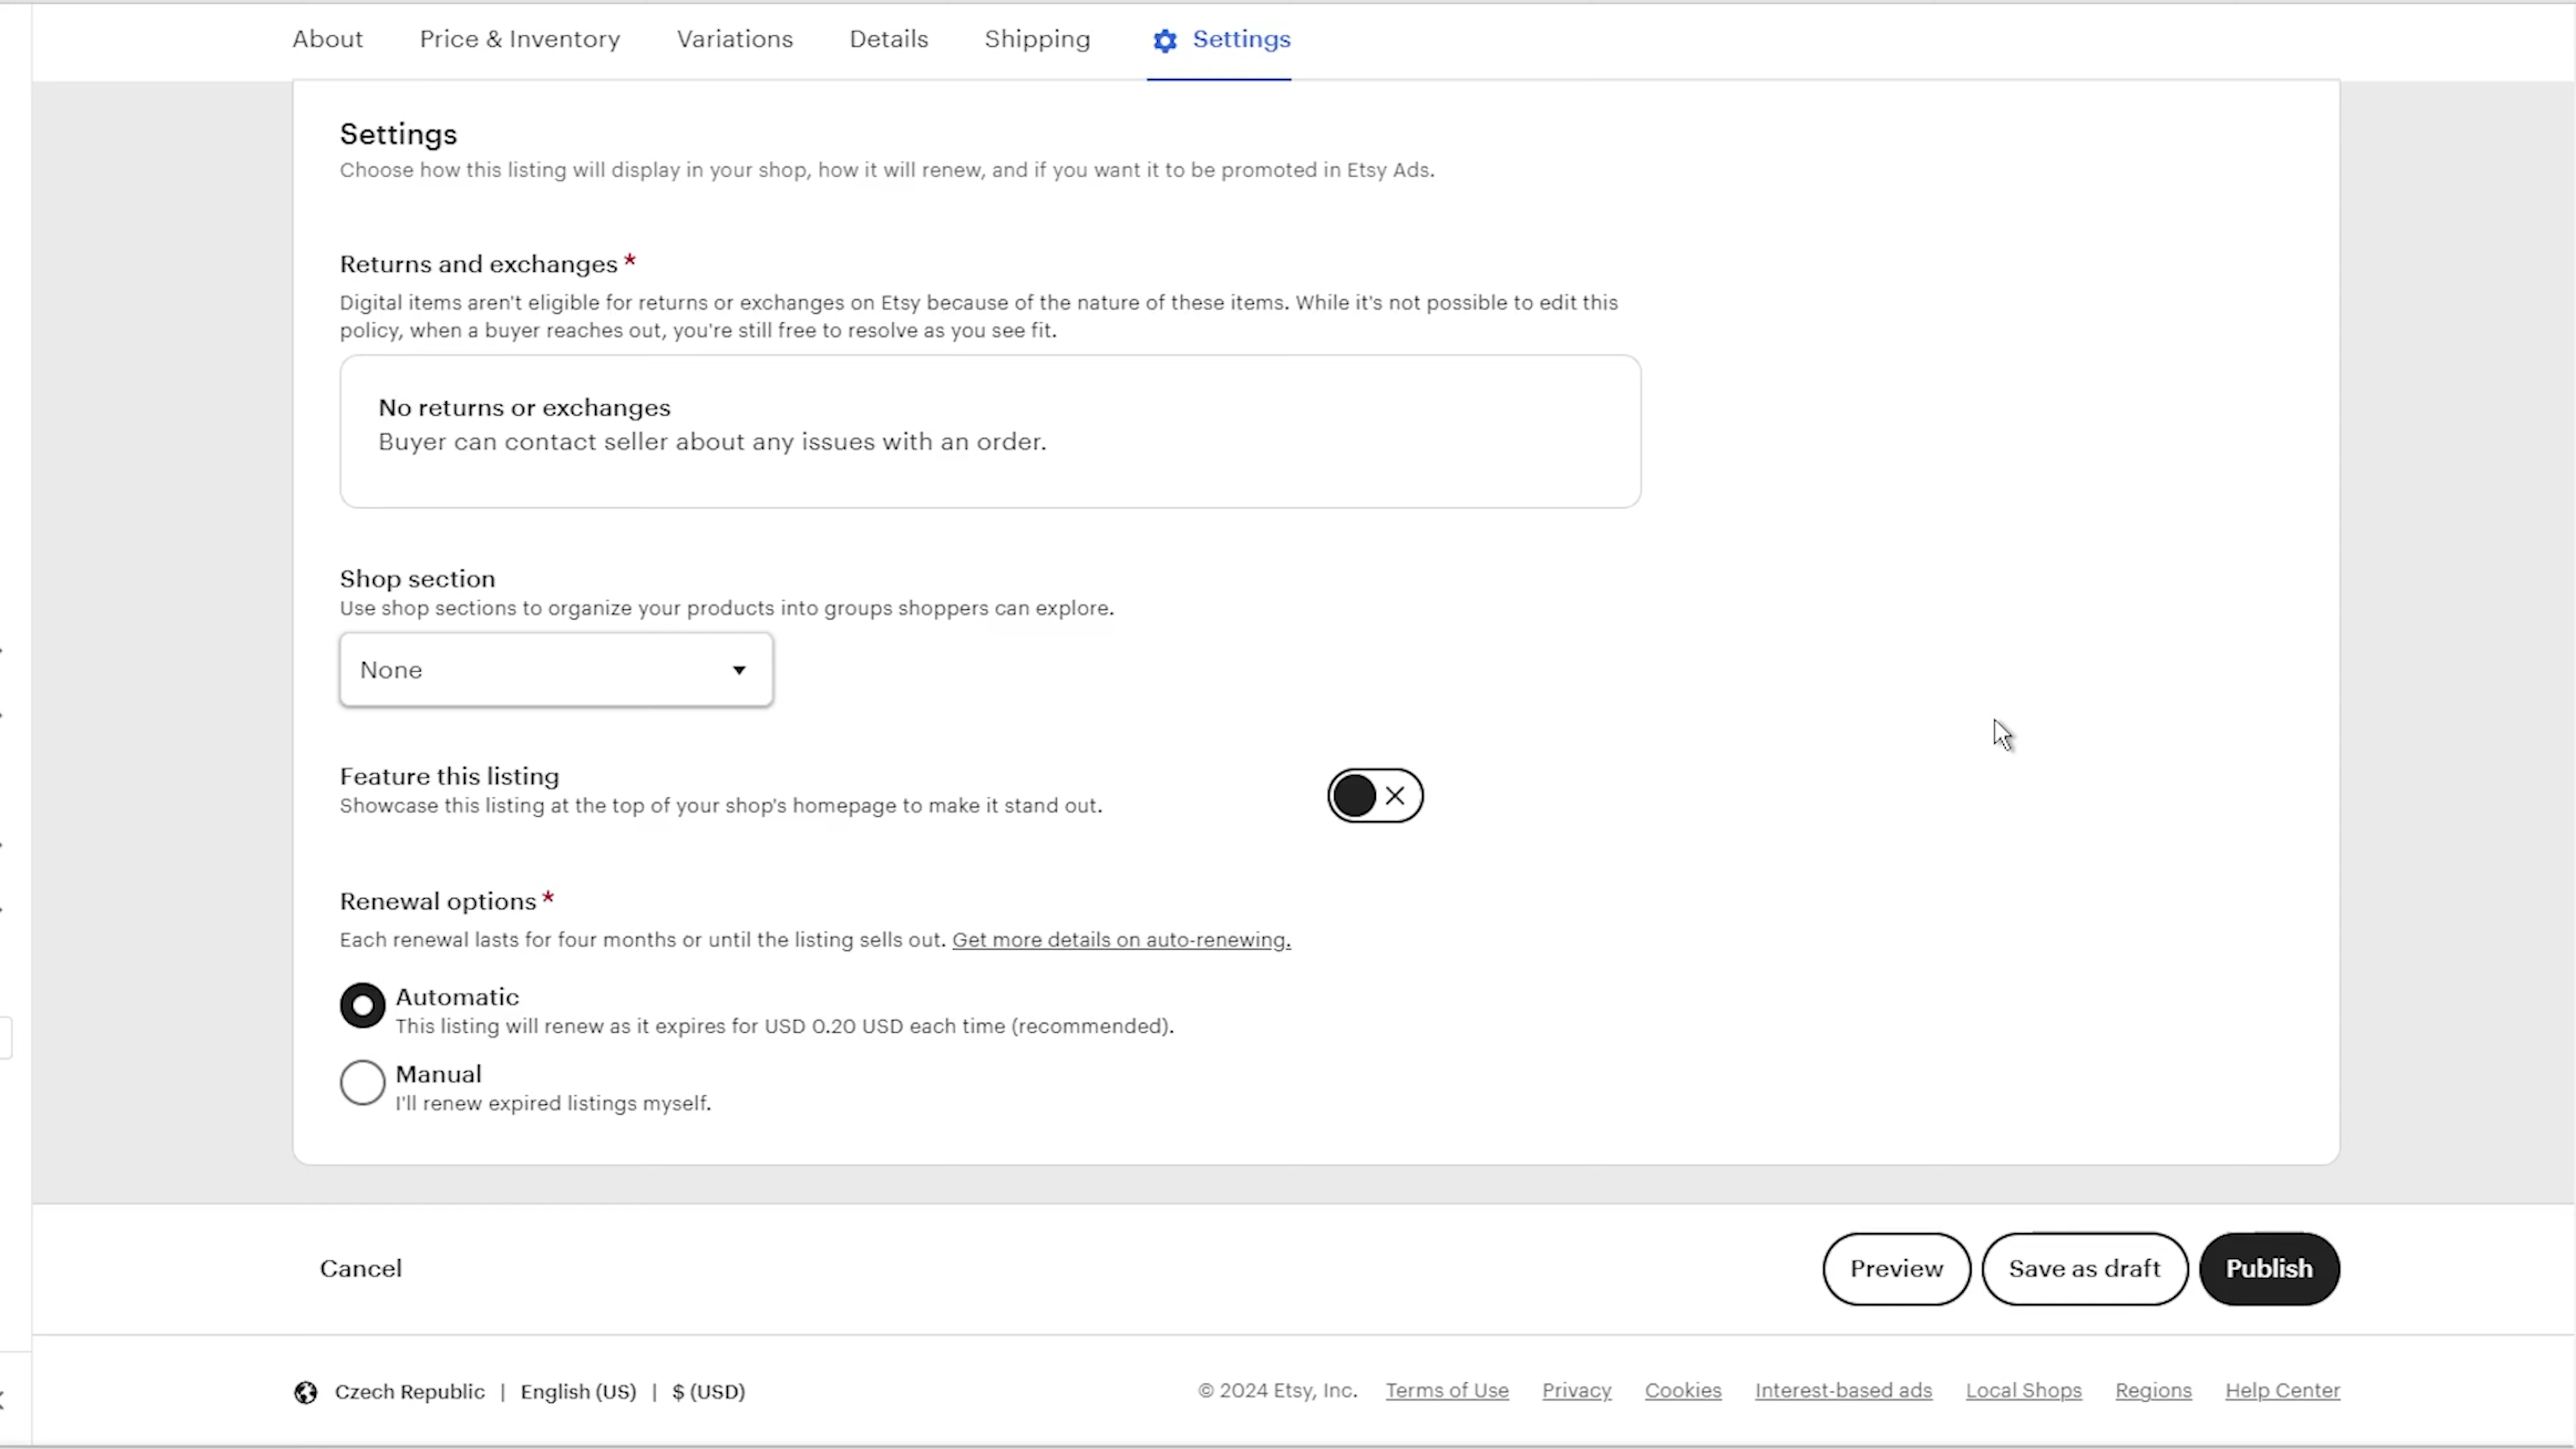 About Price & Inventory Variations Details Shipping Settings
Settings
Choose how this listing will display in your shop, how it will renew, and if you want it to be promoted in Etsy Ads.
Returns and exchanges *
Digital items aren't eligible for returns or exchanges on Etsy because of the nature of these items. While it's not possible to edit this
policy, when a buyer reaches out, you're still free to resolve as you see fit.
No returns or exchanges
Buyer can contact seller about any issues with an order.
Shop section
Use shop sections to organize your products into groups shoppers can explore.
None
Feature this listing
Showcase this listing at the top of your shop's homepage to make it stand out.
Renewal options *
Each renewal lasts for four months or until the listing sells out. Get more details on auto-renewing.
Automatic
This listing will renew as it expires for USD 0.20 USD each time (recommended).
Manual
I'll renew expired listings myself.
Cancel Preview Save as draft Publish
Czech Republic | English (US) | $ (USD) © 2024 Etsy, Inc. Terms of Use Privacy Cookies Interest-based ads Local Shops Regions Help Center